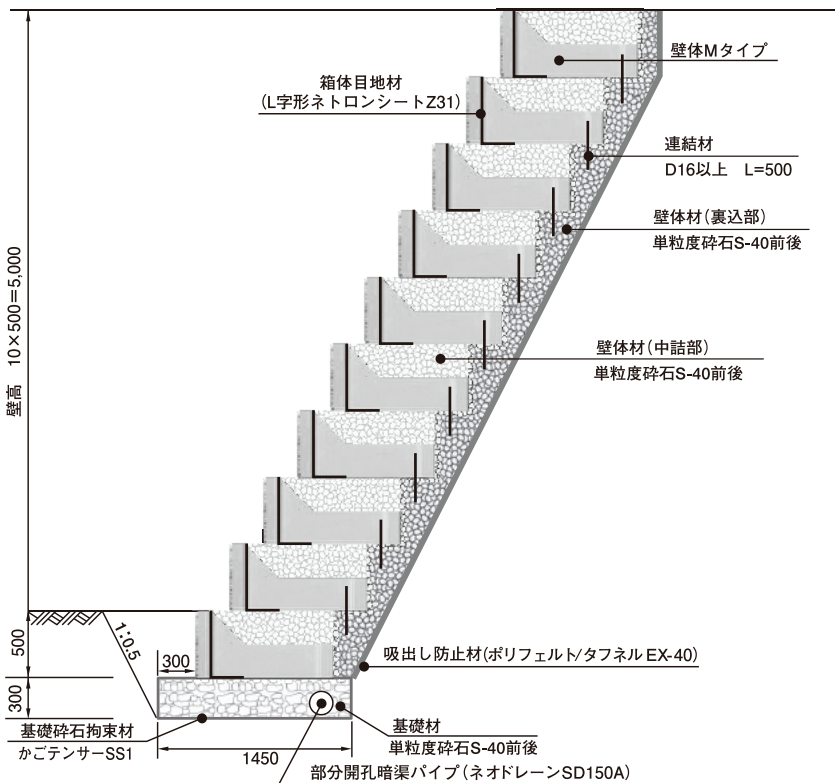 壁体Mタイプ
箱体目地材
(L字形ネトロンシートZ31)
連結材
D16以上　L=500
壁体材(裏込部)
単粒度砕石S-40前後
壁高　10×500=5,000
壁体材(中詰部)
単粒度砕石S-40前後
500
1:0.5
300
吸出し防止材(ポリフェルト/タフネルEX-40)
300
基礎砕石拘束材
かごテンサーSS1
1450
基礎材
単粒度砕石S-40前後
部分開孔暗渠パイプ(ネオドレーンSD150A)